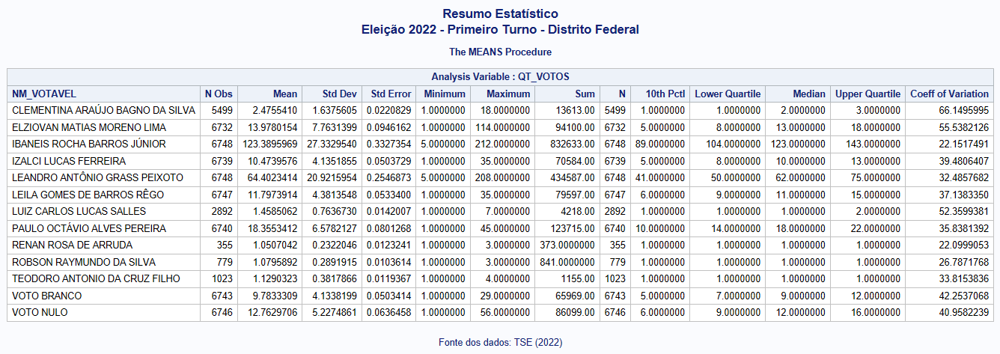 Resumo Estatístico
Eleição 2022 - Primeiro Turno - Distrito Federal
The MEANS Procedure
Analysis Variable : QT_VOTOS
NM_VOTAVEL N Obs Mean Std Dev Std Error Minimum Maximum Sum N 10th Pctl Lower Quartile Median Upper Quartile Coeff of Variation
CLEMENTINA ARAÚJO BAGNO DA SILVA 5499 2.4755410 1.6375605 0.0220829 1.0000000 18.0000000 13613.00 5499 1.0000000 1.0000000 2.0000000 3.0000000 66.1495995
ELZIOVAN MATIAS MORENO LIMA 6732 13.9780154 7.7631399 0.0946162 1.0000000 114.0000000 94100.00 6732 5.0000000 8.0000000 13.0000000 18.0000000 55.5382126
IBANEIS ROCHA BARROS JÚNIOR 6748 123.3895969 27.3329540 0.3327354 5.0000000 212.0000000 832633.00 6748 89.0000000 104.0000000 123.0000000 143.0000000 22.1517491
IZALCI LUCAS FERREIRA 6739 10.4739576 4.1351855 0.0503729 1.0000000 35.0000000 70584.00 6739 5.0000000 8.0000000 10.0000000 13.0000000 39.4806407
LEANDRO ANTÔNIO GRASS PEIXOTO 6748 64.4023414 20.9215954 0.2546873 5.0000000 208.0000000 434587.00 6748 41.0000000 50.0000000 62.0000000 75.0000000 32.4857682
LEILA GOMES DE BARROS RÊGO 6747 11.7973914 4.3813548 0.0533400 1.0000000 35.0000000 79597.00 6747 6.0000000 9.0000000 11.0000000 15.0000000 37.1383350
LUIZ CARLOS LUCAS SALLES 2892 1.4585062 0.7636730 0.0142007 1.0000000 7.0000000 4218.00 2892 1.0000000 1.0000000 1.0000000 2.0000000 52.3599381
PAULO OCTÁVIO ALVES PEREIRA 6740 18.3553412 6.5782127 0.0801268 1.0000000 45.0000000 123715.00 6740 10.0000000 14.0000000 18.0000000 22.0000000 35.8381392
RENAN ROSA DE ARRUDA 355 1.0507042 0.2322046 0.0123241 1.0000000 3.0000000 373.0000000 355 1.0000000 1.0000000 1.0000000 1.0000000 22.0999053
ROBSON RAYMUNDO DA SILVA 779 1.0795892 0.2891915 0.0103614 1.0000000 3.0000000 841.0000000 779 1.0000000 1.0000000 1.0000000 1.0000000 26.7871768
TEODORO ANTONIO DA CRUZ FILHO 1023 1.1290323 0.3817866 0.0119367 1.0000000 4.0000000 1155.00 1023 1.0000000 1.0000000 1.0000000 1.0000000 33.8153836
VOTO BRANCO 6743 9.7833309 4.1338199 0.0503414 1.0000000 29.0000000 65969.00 6743 5.0000000 7.0000000 9.0000000 12.0000000 42.2537068
VOTO NULO 6746 12.7629706 5.2274861 0.0636458 1.0000000 56.0000000 86099.00 6746 6.0000000 9.0000000 12.0000000 16.0000000 40.9582239
Fonte dos dados: TSE (2022)